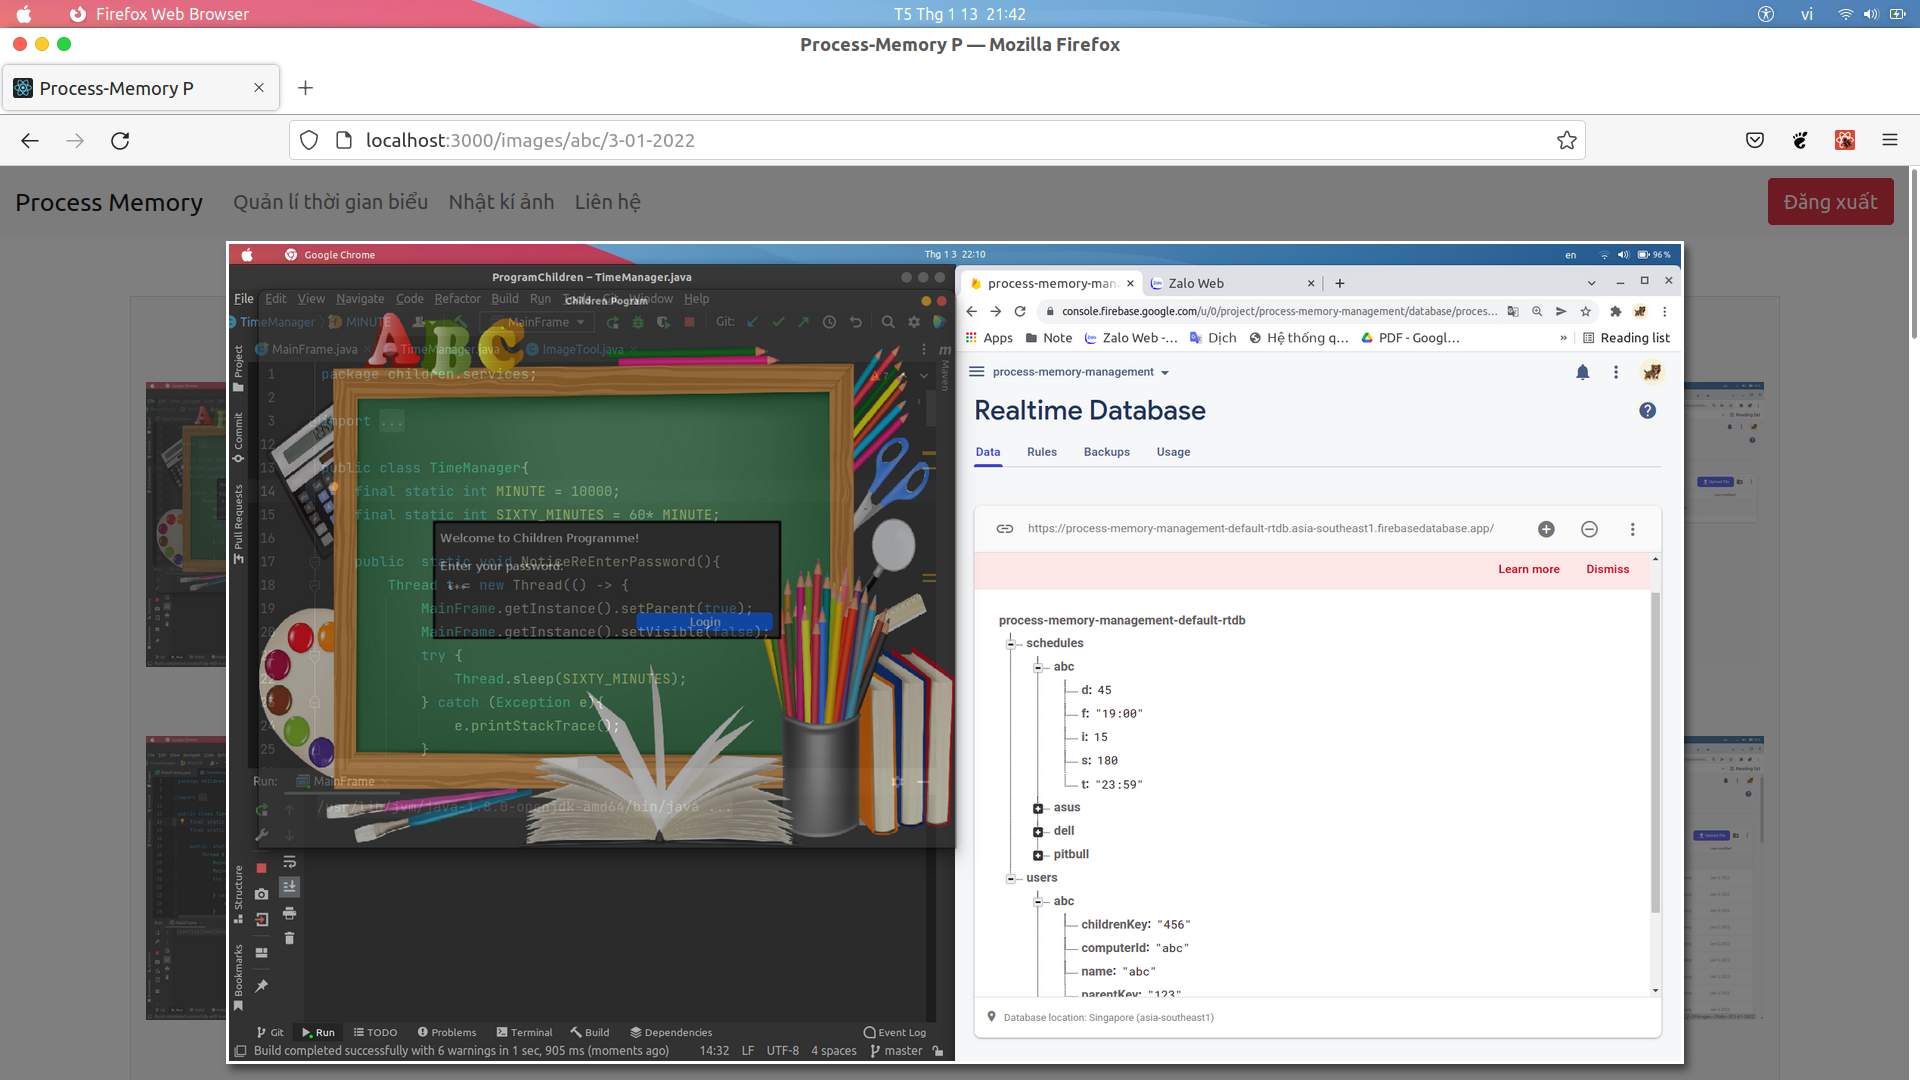 Firefox Web Browser
T5 Thg 1 13 21:42
vi
Process-Memory P — Mozilla Firefox
Process-Memory P
localhost:3000/images/abc/3-01-2022
Process Memory
Quản lí thời gian biểu
Nhật kí ảnh
Liên hệ
Đăng xuất
Google Chrome
Thg 1 3 22:10
en
96 %
ProgramChildren – TimeManager.java
File Edit View Navigate Code Refactor Build Run Tools Git Window Help
Children Pogram
TimeManager
MINUTE
MainFrame
Git:
MainFrame.java
TimeManager.java
ImageTool.java
Project
Commit
Pull Requests
Structure
Bookmarks
Maven
7
1 package children.services;
2
3 import ...
12
13 public class TimeManager{
14 final static int MINUTE = 10000;
15 final static int SIXTY_MINUTES = 60* MINUTE;
16
17 public static void NoticeReEnterPassword(){
18 Thread t = new Thread(() -> {
19 MainFrame.getInstance().setParent(true);
20 MainFrame.getInstance().setVisible(false);
21 try {
22 Thread.sleep(SIXTY_MINUTES);
23 } catch (Exception e){
24 e.printStackTrace();
25 }
ABC
Welcome to Children Programme!
Enter your password:
Login
Run:
MainFrame
/usr/lib/jvm/java-1.8.0-openjdk-amd64/bin/java ...
Git Run TODO Problems Terminal Build Dependencies Event Log
Build completed successfully with 6 warnings in 1 sec, 905 ms (moments ago)
14:32 LF UTF-8 4 spaces master
process-memory-man
Zalo Web
console.firebase.google.com/u/0/project/process-memory-management/database/proces...
Apps Note Zalo Web -... Dịch Hệ thống q... PDF - Googl... » Reading list
process-memory-management
Realtime Database
Data Rules Backups Usage
https://process-memory-management-default-rtdb.asia-southeast1.firebasedatabase.app/
Learn more Dismiss
process-memory-management-default-rtdb
schedules
abc
d: 45
f: "19:00"
i: 15
s: 180
t: "23:59"
asus
dell
pitbull
users
abc
childrenKey: "456"
computerId: "abc"
name: "abc"
parentKey: "123"
Database location: Singapore (asia-southeast1)